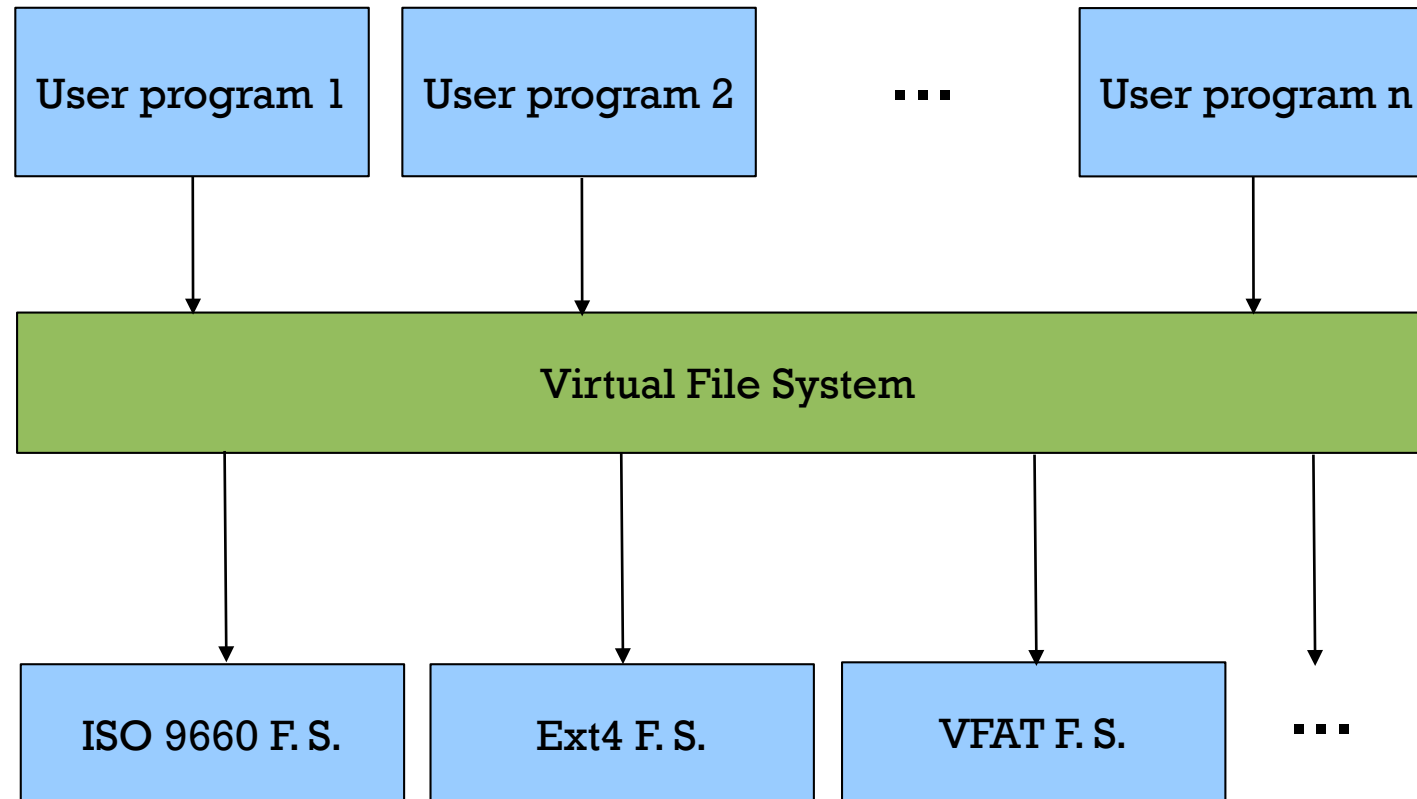 User program 1
User program 2
...
User program n
Virtual File System
ISO 9660 F. S.
Ext4 F. S.
VFAT F. S.
...